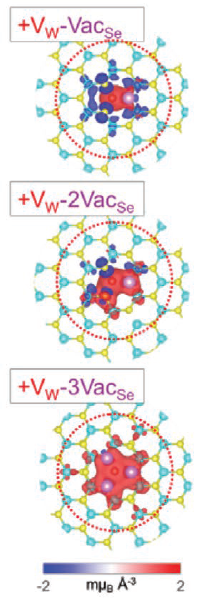 +V_W-Vac_Se
+V_W-2Vac_Se
+V_W-3Vac_Se
-2 mμ_B Å⁻³ 2